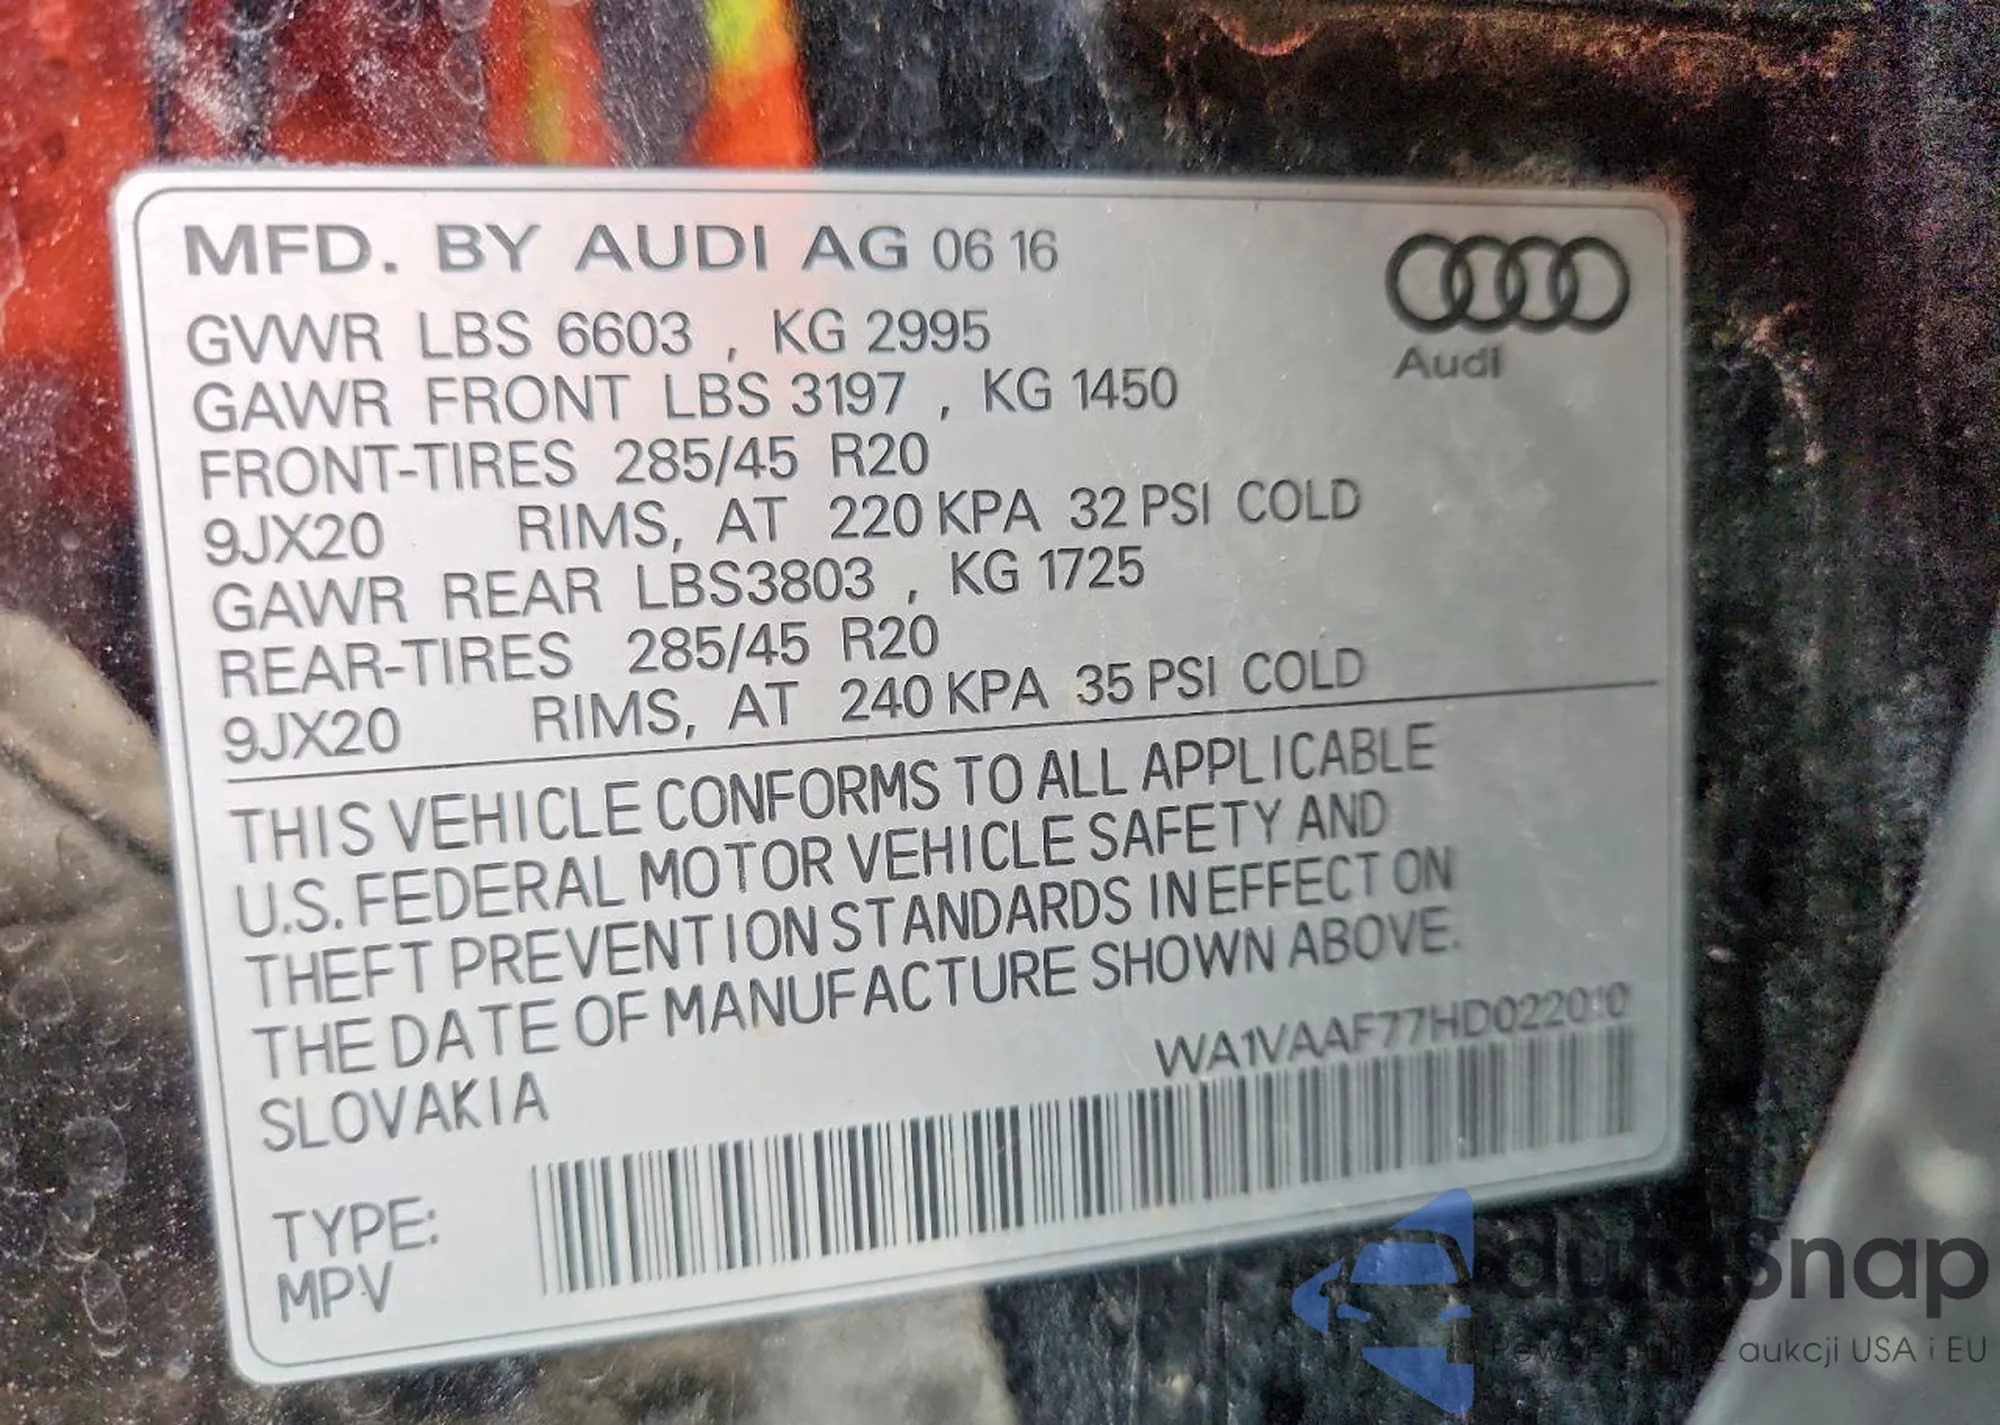 MFD. BY AUDI AG 06 16
Audi
GVWR LBS 6603 , KG 2995
GAWR FRONT LBS 3197 , KG 1450
FRONT-TIRES 285/45 R20
9JX20 RIMS, AT 220 KPA 32 PSI COLD
GAWR REAR LBS3803 , KG 1725
REAR-TIRES 285/45 R20
9JX20 RIMS, AT 240 KPA 35 PSI COLD
THIS VEHICLE CONFORMS TO ALL APPLICABLE
U.S. FEDERAL MOTOR VEHICLE SAFETY AND
THEFT PREVENTION STANDARDS IN EFFECT ON
THE DATE OF MANUFACTURE SHOWN ABOVE.
SLOVAKIA
WA1VAAF77HD022010
TYPE:
MPV
autoSnap
aukcji USA i EU